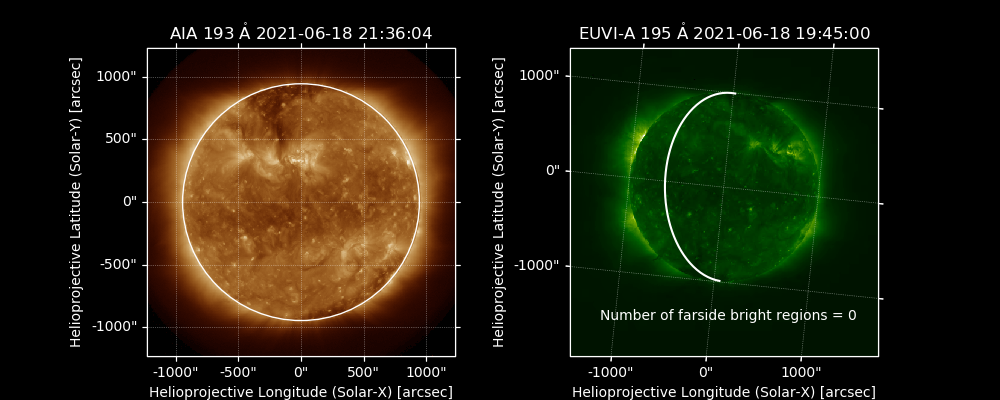 AIA 193 Å 2021-06-18 21:36:04
Helioprojective Latitude (Solar-Y) [arcsec]
1000"
500"
0"
-500"
-1000"
-1000" -500" 0" 500" 1000"
Helioprojective Longitude (Solar-X) [arcsec]
EUVI-A 195 Å 2021-06-18 19:45:00
Helioprojective Latitude (Solar-Y) [arcsec]
1000"
0"
-1000"
Number of farside bright regions = 0
-1000" 0" 1000"
Helioprojective Longitude (Solar-X) [arcsec]